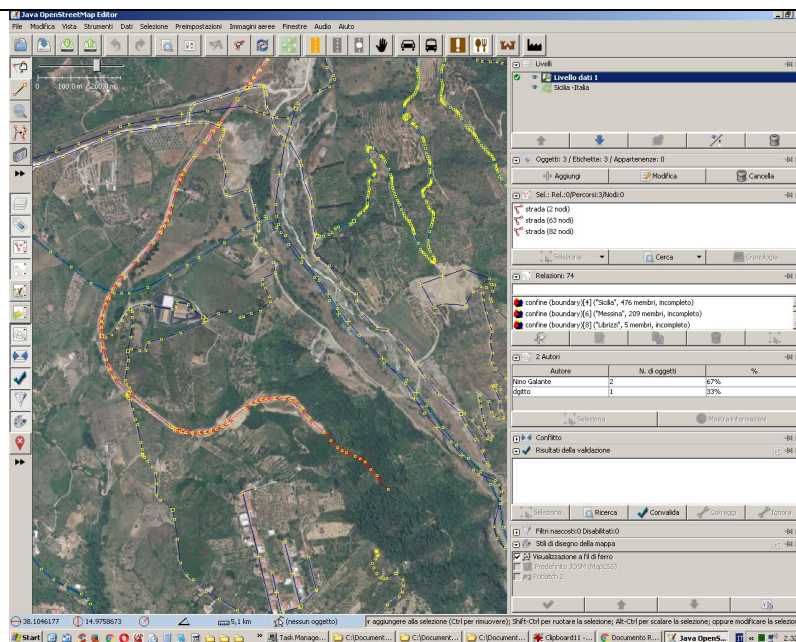 Java OpenStreetMap Editor
File Modifica Vista Strumenti Dati Selezione Preimpostazioni Immagini aeree Finestre Audio Aiuto
0 100.0 m 200.0
Livelli
Livello dati 1
Sicilia -Italia
Oggetti: 3 / Etichette: 3 / Appartenenze: 0
Aggiungi Modifica Cancella
Sel.: Rel.:0/Percorsi:3/Nodi:0
strada (2 nodi)
strada (63 nodi)
strada (82 nodi)
Seleziona Cerca Cronologia
Relazioni: 74
confine (boundary)[4] ("Sicilia", 476 membri, incompleto)
confine (boundary)[6] ("Messina", 209 membri, incompleto)
confine (boundary)[8] ("Librizzi", 5 membri, incompleto)
2 Autori
Autore N. di oggetti %
Nino Galante 2 67%
dgitto 1 33%
Seleziona Mostra informazioni
Conflitto
Risultati della validazione
Seleziona Ricerca Convalida Correggi Ignora
Filtri nascosti:0 Disabilitati:0
Stili di disegno della mappa
Visualizzazione a fil di ferro
Predefinito JOSM (MapCSS)
Potlatch 2
38.1046177 14.9758673 5,1 km (nessun oggetto) r aggiungere alla selezione (Ctrl per rimuovere); Shift-Ctrl per ruotare la selezione; Alt-Ctrl per scalare la selezione; oppure modificare la selezion
Start Task Manage... C:\Document... C:\Document... C:\Document... Clipboard11 -... Documento R... Java OpenS... IT 2.3